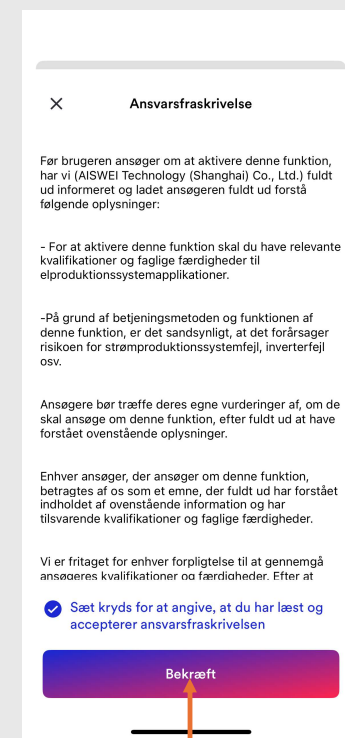 Ansvarsfraskrivelse
Før brugeren ansøger om at aktivere denne funktion,
har vi (AISWEI Technology (Shanghai) Co., Ltd.) fuldt
ud informeret og ladet ansøgeren fuldt ud forstå
følgende oplysninger:
- For at aktivere denne funktion skal du have relevante
kvalifikationer og faglige færdigheder til
elproduktionssystemapplikationer.
-På grund af betjeningsmetoden og funktionen af
denne funktion, er det sandsynligt, at det forårsager
risikoen for strømproduktionssystemfejl, inverterfejl
osv.
Ansøgere bør træffe deres egne vurderinger af, om de
skal ansøge om denne funktion, efter fuldt ud at have
forstået ovenstående oplysninger.
Enhver ansøger, der ansøger om denne funktion,
betragtes af os som et emne, der fuldt ud har forstået
indholdet af ovenstående information og har
tilsvarende kvalifikationer og faglige færdigheder.
Vi er fritaget for enhver forpligtelse til at gennemgå
ansøgeres kvalifikationer og færdigheder. Efter at
Sæt kryds for at angive, at du har læst og
accepterer ansvarsfraskrivelsen
Bekræft